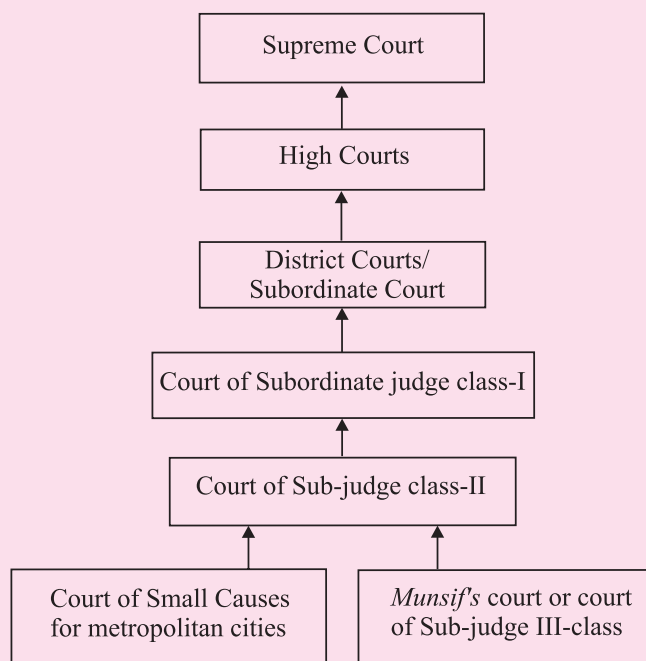 Supreme Court
High Courts
District Courts/
Subordinate Court
Court of Subordinate judge class-I
Court of Sub-judge class-II
Court of Small Causes
for metropolitan cities
Munsif's court or court
of Sub-judge III-class